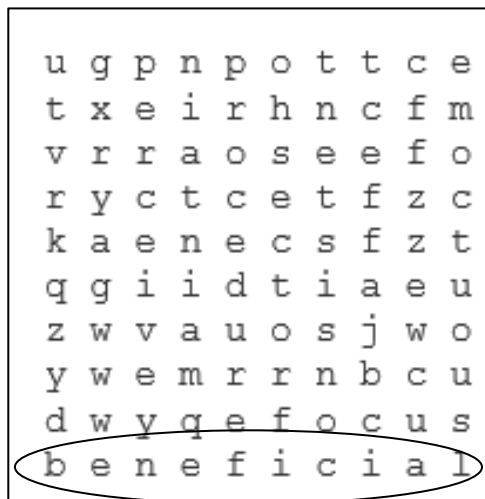 u g p n p o t t c e
t x e i r h n c f m
v r r a o s e e f o
r y c t c e t f z c
k a e n e c s f z t
q g i i d t i a e u
z w v a u o s j w o
y w e m r r n b c u
d w y q e f o c u s
b e n e f i c i a l